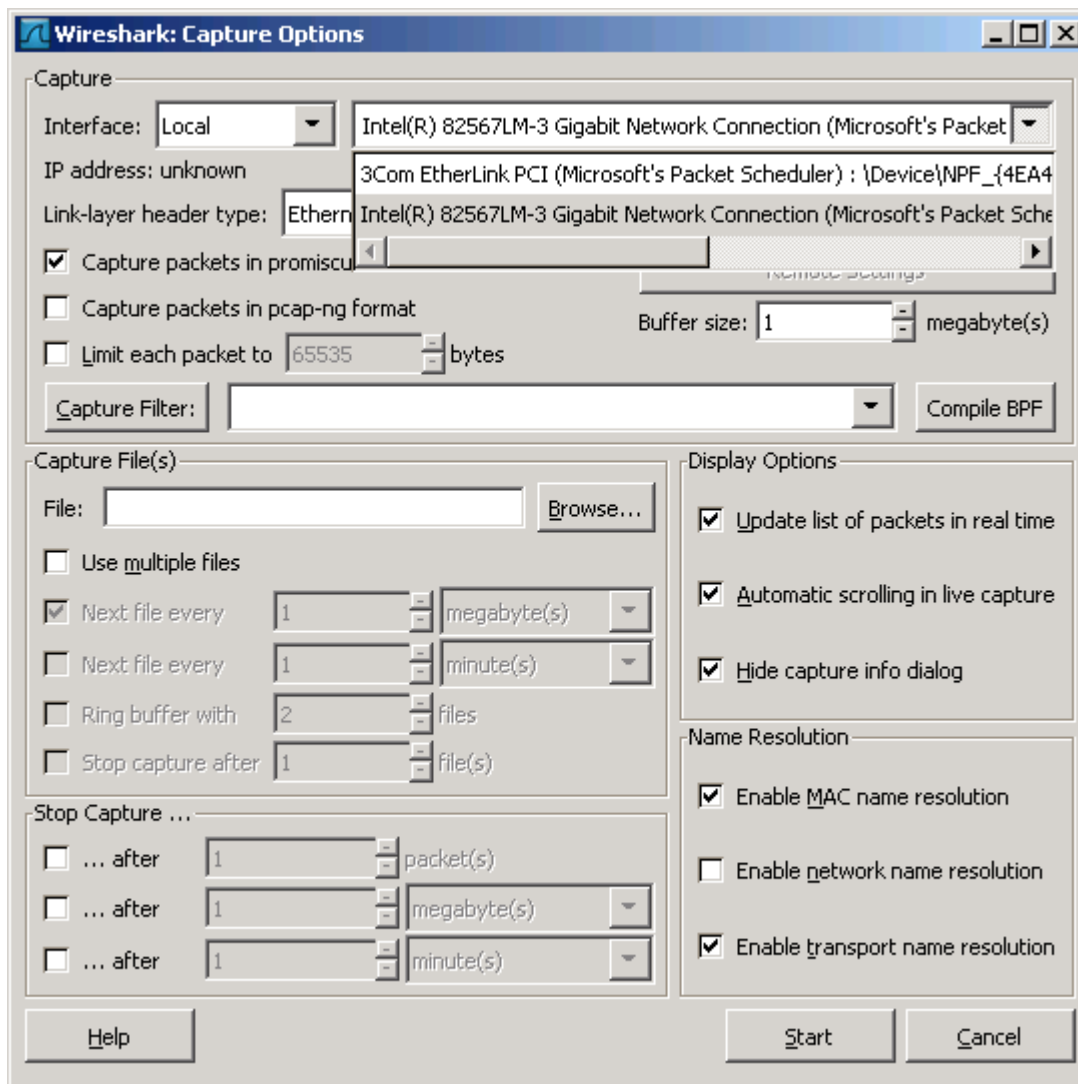 Wireshark: Capture Options
Capture
Interface: Local Intel(R) 82567LM-3 Gigabit Network Connection (Microsoft's Packet
IP address: unknown
3Com EtherLink PCI (Microsoft's Packet Scheduler) : \Device\NPF_{4EA4
Link-layer header type: Ethern
Intel(R) 82567LM-3 Gigabit Network Connection (Microsoft's Packet Sche
Capture packets in promiscu
Remote Settings
Capture packets in pcap-ng format
Buffer size: 1 megabyte(s)
Limit each packet to 65535 bytes
Capture Filter: Compile BPF
Capture File(s)
File: Browse...
Use multiple files
Next file every 1 megabyte(s)
Next file every 1 minute(s)
Ring buffer with 2 files
Stop capture after 1 file(s)
Stop Capture ...
... after 1 packet(s)
... after 1 megabyte(s)
... after 1 minute(s)
Display Options
Update list of packets in real time
Automatic scrolling in live capture
Hide capture info dialog
Name Resolution
Enable MAC name resolution
Enable network name resolution
Enable transport name resolution
Help Start Cancel